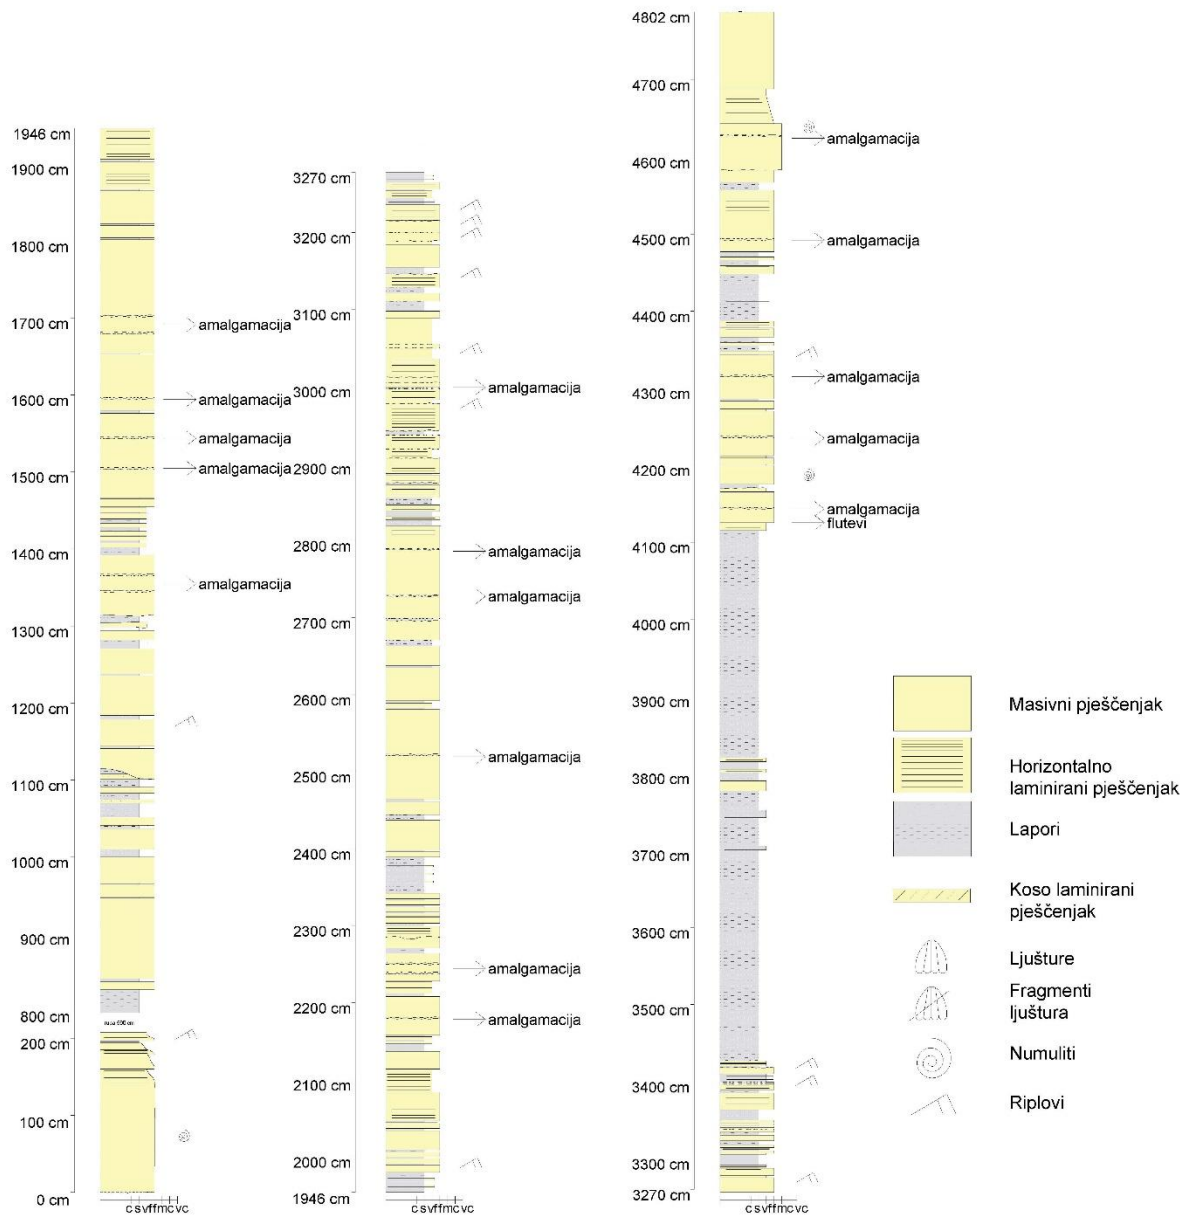 1946 cm
1900 cm
1800 cm
1700 cm
amalgamacija
1600 cm
amalgamacija
amalgamacija
amalgamacija
1500 cm
1400 cm
amalgamacija
1300 cm
1200 cm
1100 cm
1000 cm
900 cm
800 cm
200 cm
100 cm
0 cm
csvffmcvc
3270 cm
3200 cm
3100 cm
3000 cm
amalgamacija
2900 cm
2800 cm
amalgamacija
amalgamacija
2700 cm
2600 cm
amalgamacija
2500 cm
2400 cm
2300 cm
amalgamacija
2200 cm
amalgamacija
2100 cm
2000 cm
1946 cm
csvffmcvc
4802 cm
4700 cm
amalgamacija
4600 cm
4500 cm
amalgamacija
4400 cm
4300 cm
amalgamacija
amalgamacija
4200 cm
amalgamacija
flutevi
4100 cm
4000 cm
3900 cm
3800 cm
3700 cm
3600 cm
3500 cm
3400 cm
3300 cm
3270 cm
csvffmcvc
Masivni pješčenjak
Horizontalno
laminirani pješčenjak
Lapori
Koso laminirani
pješčenjak
Ljušture
Fragmenti
ljuštura
Numuliti
Riplovi